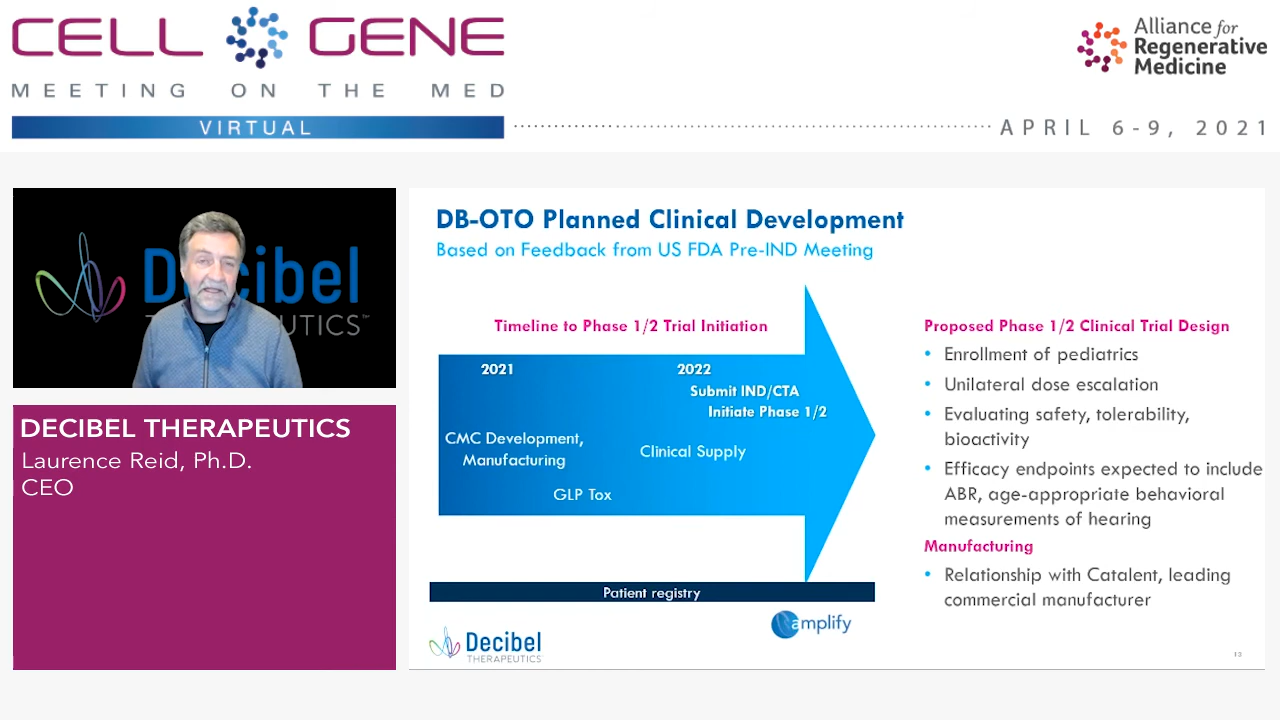 CELL GENE
MEETING ON THE MED
VIRTUAL
Alliance for
Regenerative
Medicine
APRIL 6-9, 2021
Decibel
DECIBEL THERAPEUTICS
Laurence Reid, Ph.D.
CEO
DB-OTO Planned Clinical Development
Based on Feedback from US FDA Pre-IND Meeting
Timeline to Phase 1/2 Trial Initiation
2021
2022
Submit IND/CTA
Initiate Phase 1/2
CMC Development,
Manufacturing
Clinical Supply
GLP Tox
Patient registry
amplify
Decibel
THERAPEUTICS
Proposed Phase 1/2 Clinical Trial Design
• Enrollment of pediatrics
• Unilateral dose escalation
• Evaluating safety, tolerability,
bioactivity
• Efficacy endpoints expected to include
ABR, age-appropriate behavioral
measurements of hearing
Manufacturing
• Relationship with Catalent, leading
commercial manufacturer
13